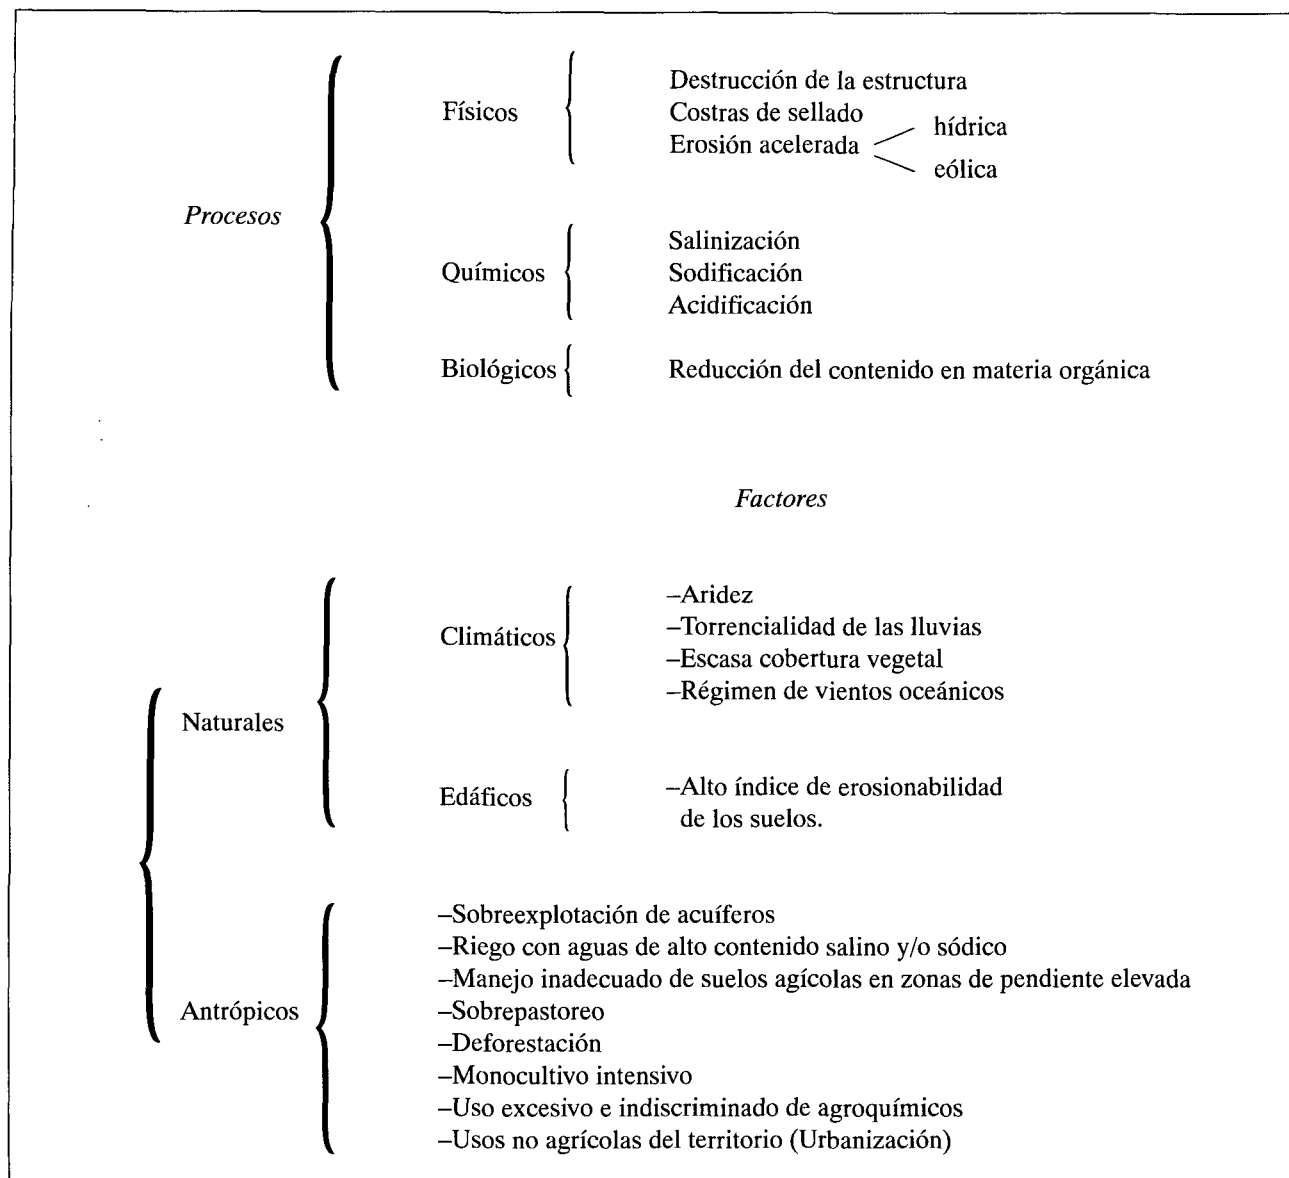 Procesos
Físicos
Destrucción de la estructura
Costras de sellado
Erosión acelerada
hídrica
eólica
Químicos
Salinización
Sodificación
Acidificación
Biológicos
Reducción del contenido en materia orgánica
Factores
Naturales
Climáticos
–Aridez
–Torrencialidad de las lluvias
–Escasa cobertura vegetal
–Régimen de vientos oceánicos
Edáficos
–Alto índice de erosionabilidad
de los suelos.
Antrópicos
–Sobreexplotación de acuíferos
–Riego con aguas de alto contenido salino y/o sódico
–Manejo inadecuado de suelos agícolas en zonas de pendiente elevada
–Sobrepastoreo
–Deforestación
–Monocultivo intensivo
–Uso excesivo e indiscriminado de agroquímicos
–Usos no agrícolas del territorio (Urbanización)